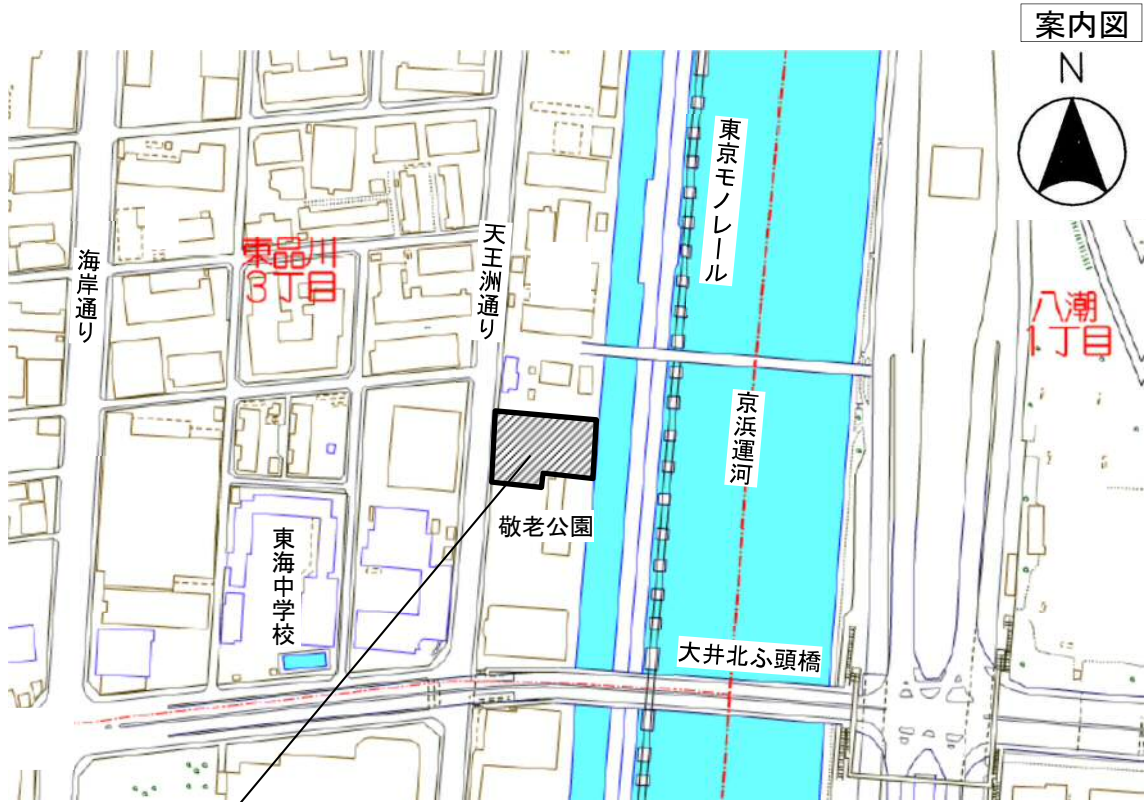 案内図
N
東京モノレール
天王洲通り
海岸通り
東品川
3丁目
八潮
1丁目
京浜運河
敬老公園
東海中学校
大井北ふ頭橋